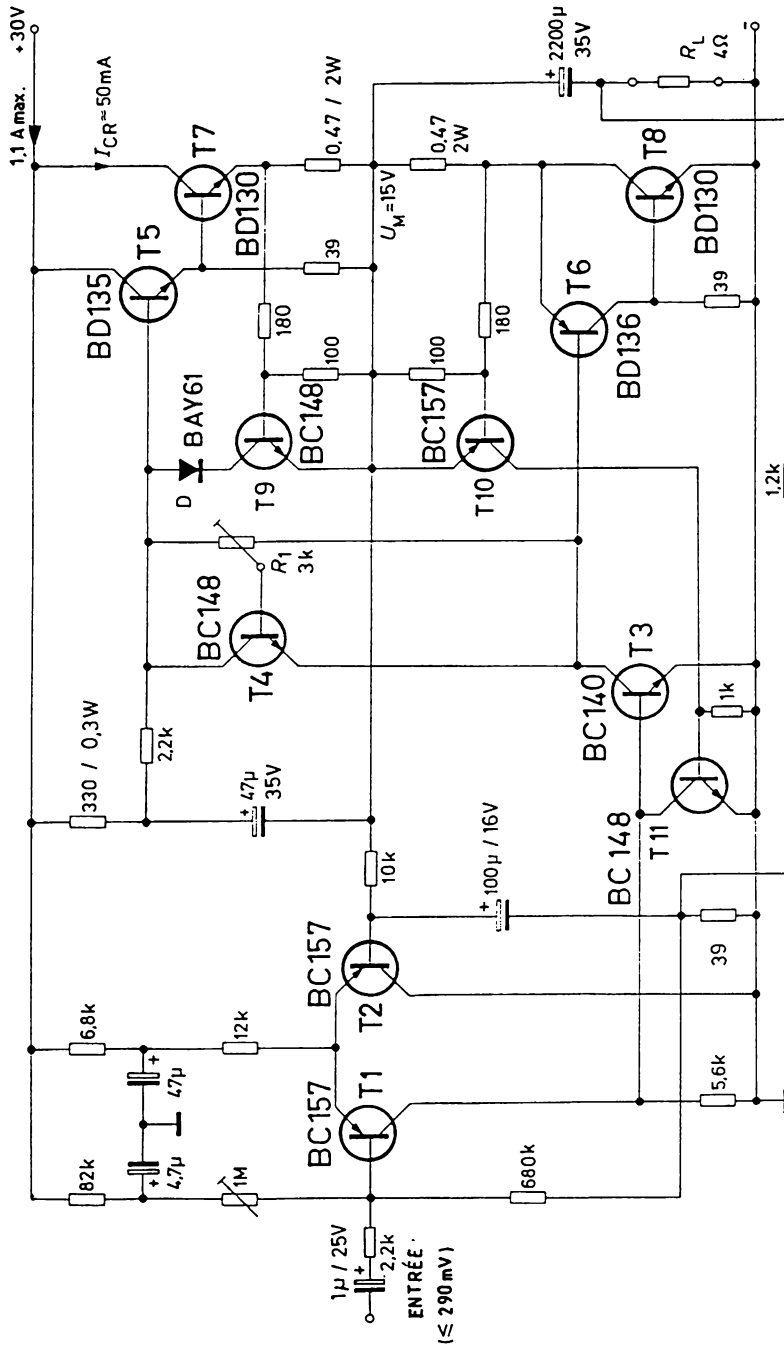 1,1 A max. +30V
I_CR ≈ 50mA
T7
BD130
0,47 / 2W
U_M = 15V
0,47
2W
2200µ
35V
+
R_L
4Ω
T8
BD130
−
T5
BD135
39
180
100
100
180
T6
BD136
39
D
BAY61
BC148
T9
BC157
T10
R₁
3k
BC148
T4
BC140
T3
1k
1,2k
BC148
T11
330 / 0,3W
2,2k
+
47µ
35V
10k
+
100µ / 16V
39
6,8k
12k
+
47µ
BC157
T2
82k
+
4,7µ
1M
BC157
T1
680k
5,6k
1µ / 25V
+
2,2k
ENTRÉE
(≤ 290 mV)